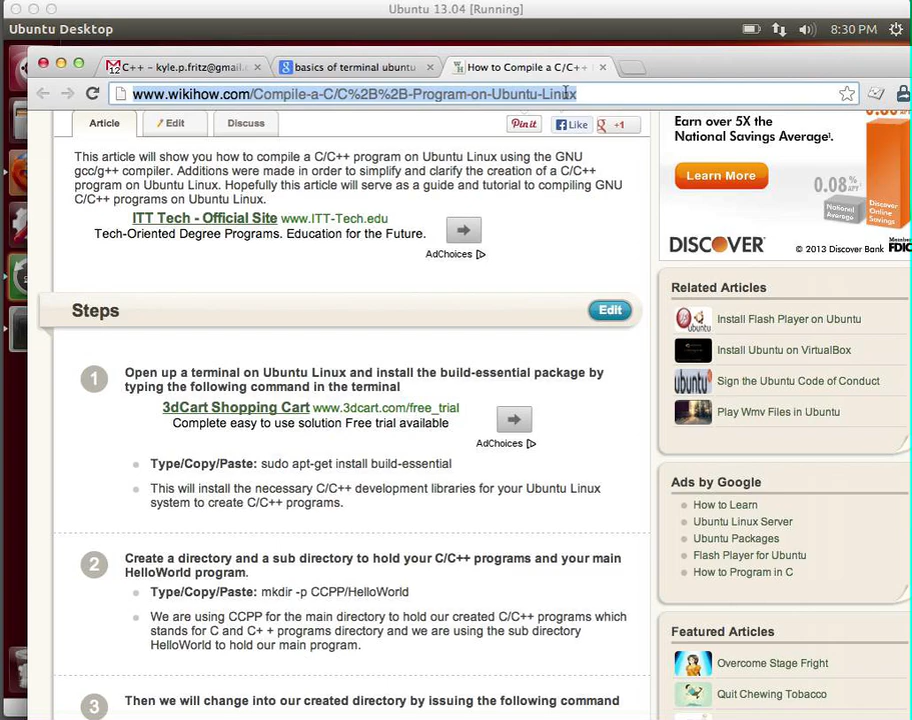 Ubuntu 13.04 [Running]
Ubuntu Desktop
8:30 PM
C++ – kyle.p.fritz@gmail.
12
basics of terminal ubuntu
How to Compile a C/C++
www.wikihow.com/Compile-a-C/C%2B%2B-Program-on-Ubuntu-Linux
Article
Edit
Discuss
Pin it
Like
+1
This article will show you how to compile a C/C++ program on Ubuntu Linux using the GNU
gcc/g++ compiler. Additions were made in order to simplify and clarify the creation of a C/C++
program on Ubuntu Linux. Hopefully this article will serve as a guide and tutorial to compiling GNU
C/C++ programs on Ubuntu Linux.
ITT Tech - Official Site www.ITT-Tech.edu
Tech-Oriented Degree Programs. Education for the Future.
AdChoices
Steps
Edit
1
Open up a terminal on Ubuntu Linux and install the build-essential package by
typing the following command in the terminal
3dCart Shopping Cart www.3dcart.com/free_trial
Complete easy to use solution Free trial available
AdChoices
Type/Copy/Paste: sudo apt-get install build-essential
This will install the necessary C/C++ development libraries for your Ubuntu Linux
system to create C/C++ programs.
2
Create a directory and a sub directory to hold your C/C++ programs and your main
HelloWorld program.
Type/Copy/Paste: mkdir -p CCPP/HelloWorld
We are using CCPP for the main directory to hold our created C/C++ programs which
stands for C and C+ + programs directory and we are using the sub directory
HelloWorld to hold our main program.
3
Then we will change into our created directory by issuing the following command
Earn over 5X the
National Savings Average.
Learn More
0.08%
APY
National
Average
Discover
Online
Savings
DISCOVER
© 2013 Discover Bank
Member
FDIC
Related Articles
Install Flash Player on Ubuntu
Install Ubuntu on VirtualBox
Sign the Ubuntu Code of Conduct
Play Wmv Files in Ubuntu
Ads by Google
How to Learn
Ubuntu Linux Server
Ubuntu Packages
Flash Player for Ubuntu
How to Program in C
Featured Articles
Overcome Stage Fright
Quit Chewing Tobacco